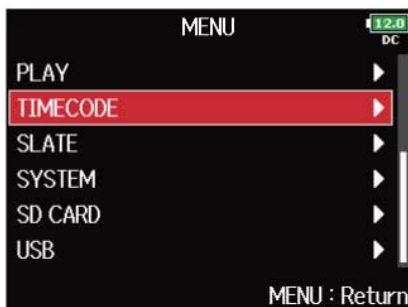 MENU
12.0
DC
PLAY
TIMECODE
SLATE
SYSTEM
SD CARD
USB
MENU : Return